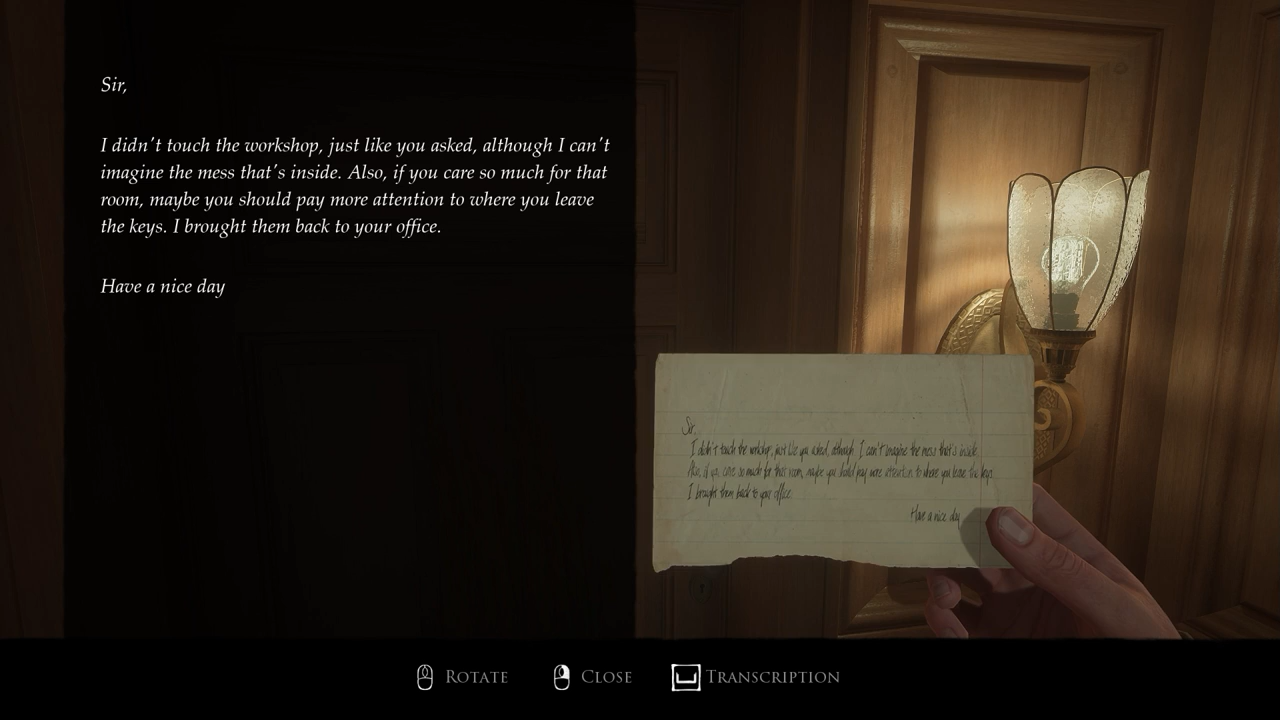 Sir,
I didn't touch the workshop, just like you asked, although I can't
imagine the mess that's inside. Also, if you care so much for that
room, maybe you should pay more attention to where you leave
the keys. I brought them back to your office.
Have a nice day
Sir,
I didn't touch the workshop, just like you asked, although, I can't imagine the mess that's inside.
Also, if you care so much for that room, maybe you should pay more attention to where you leave the keys.
I brought them back to your office.
Have a nice day
Rotate
Close
Transcription